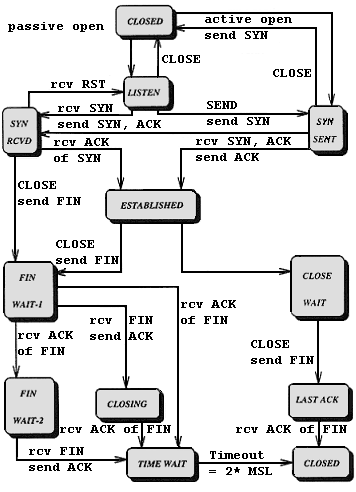 CLOSED
passive open
active open
send SYN
CLOSE
CLOSE
rcv RST
LISTEN
rcv SYN
send SYN, ACK
SEND
send SYN
SYN
RCVD
SYN
SENT
rcv ACK
of SYN
rcv SYN, ACK
send ACK
CLOSE
send FIN
ESTABLISHED
CLOSE
send FIN
FIN
WAIT-1
CLOSE
WAIT
rcv FIN
send ACK
rcv ACK
of FIN
rcv ACK
of FIN
CLOSE
send FIN
FIN
WAIT-2
CLOSING
LAST ACK
rcv ACK of FIN
rcv ACK of FIN
rcv FIN
send ACK
TIME WAIT
Timeout
= 2* MSL
CLOSED